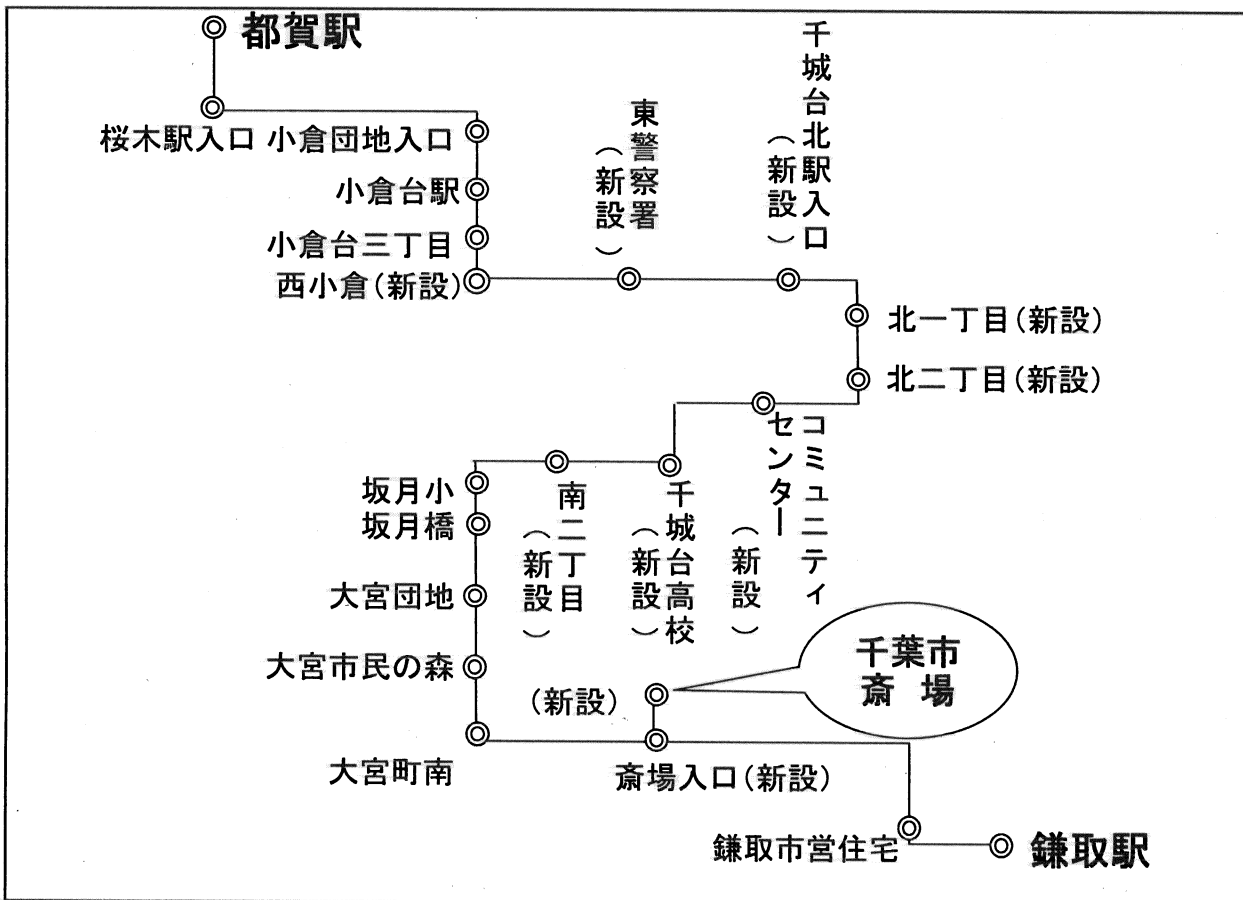 都賀駅
桜木駅入口
小倉団地入口
小倉台駅
小倉台三丁目
西小倉(新設)
東警察署
(新設)
千城台北駅入口
(新設)
北一丁目(新設)
北二丁目(新設)
コミュニティ
センター
(新設)
千城台高校
(新設)
南二丁目
(新設)
坂月小
坂月橋
大宮団地
大宮市民の森
大宮町南
(新設)
千葉市
斎 場
斎場入口(新設)
鎌取市営住宅
鎌取駅